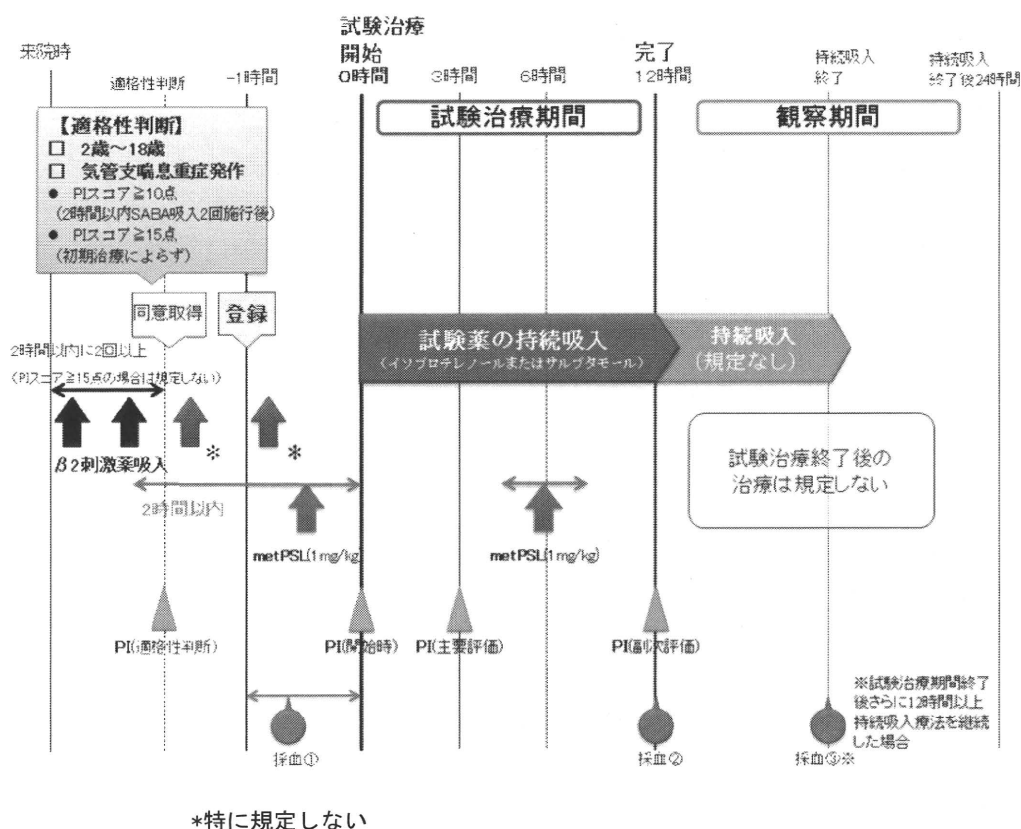 来院時
適格性判断
-1時間
試験治療
開始
0時間
3時間
6時間
完了
12時間
持続吸入
終了
持続吸入
終了後24時間
試験治療期間
観察期間
【適格性判断】
□ 2歳～18歳
□ 気管支喘息重症発作
● PIスコア≧10点
(2時間以内SABA吸入2回施行後)
● PIスコア≧15点
(初期治療によらず)
同意取得
登録
2時間以内に2回以上
(PIスコア≧15点の場合は規定しない)
試験薬の持続吸入
(イソプロテレノールまたはサルブタモール)
持続吸入
(規定なし)
※
*
β2刺激薬吸入
2時間以内
metPSL(1mg/kg)
metPSL(1mg/kg)
試験治療終了後の
治療は規定しない
PI(適格性判断)
PI(開始時)
PI(主要評価)
PI(副次評価)
採血①
採血②
採血③※
※試験治療期間終了
後さらに12時間以上
持続吸入療法を継続
した場合
*特に規定しない